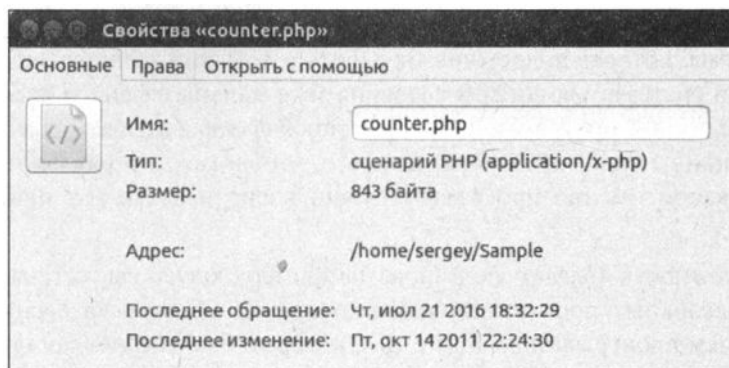 Свойства «counter.php»
Основные Права Открыть с помощью
</>
Имя: counter.php
Тип: сценарий PHP (application/x-php)
Размер: 843 байта
Адрес: /home/sergey/Sample
Последнее обращение: Чт, июл 21 2016 18:32:29
Последнее изменение: Пт, окт 14 2011 22:24:30